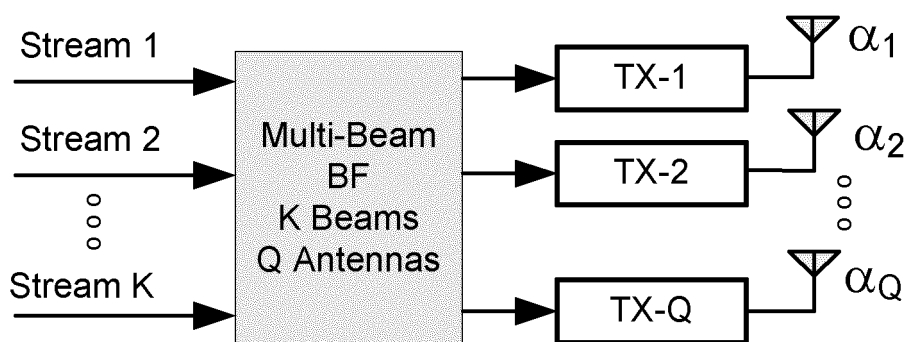 Stream 1
Stream 2
Stream K
Multi-Beam
BF
K Beams
Q Antennas
TX-1
TX-2
TX-Q
α1
α2
αQ